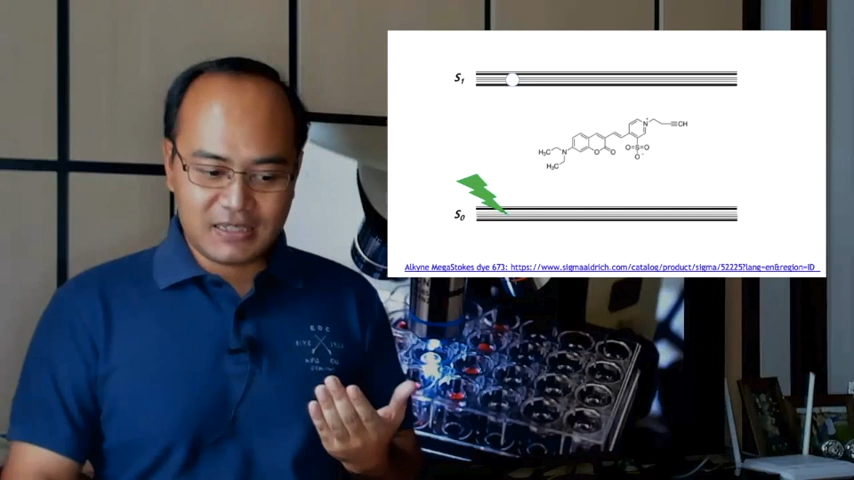 S1
N+
≡CH
H3C
N
O
O
O=S=O
O-
H3C
S0
Alkyne MegaStokes dye 673: https://www.sigmaaldrich.com/catalog/product/sigma/52225?lang=en&region=ID